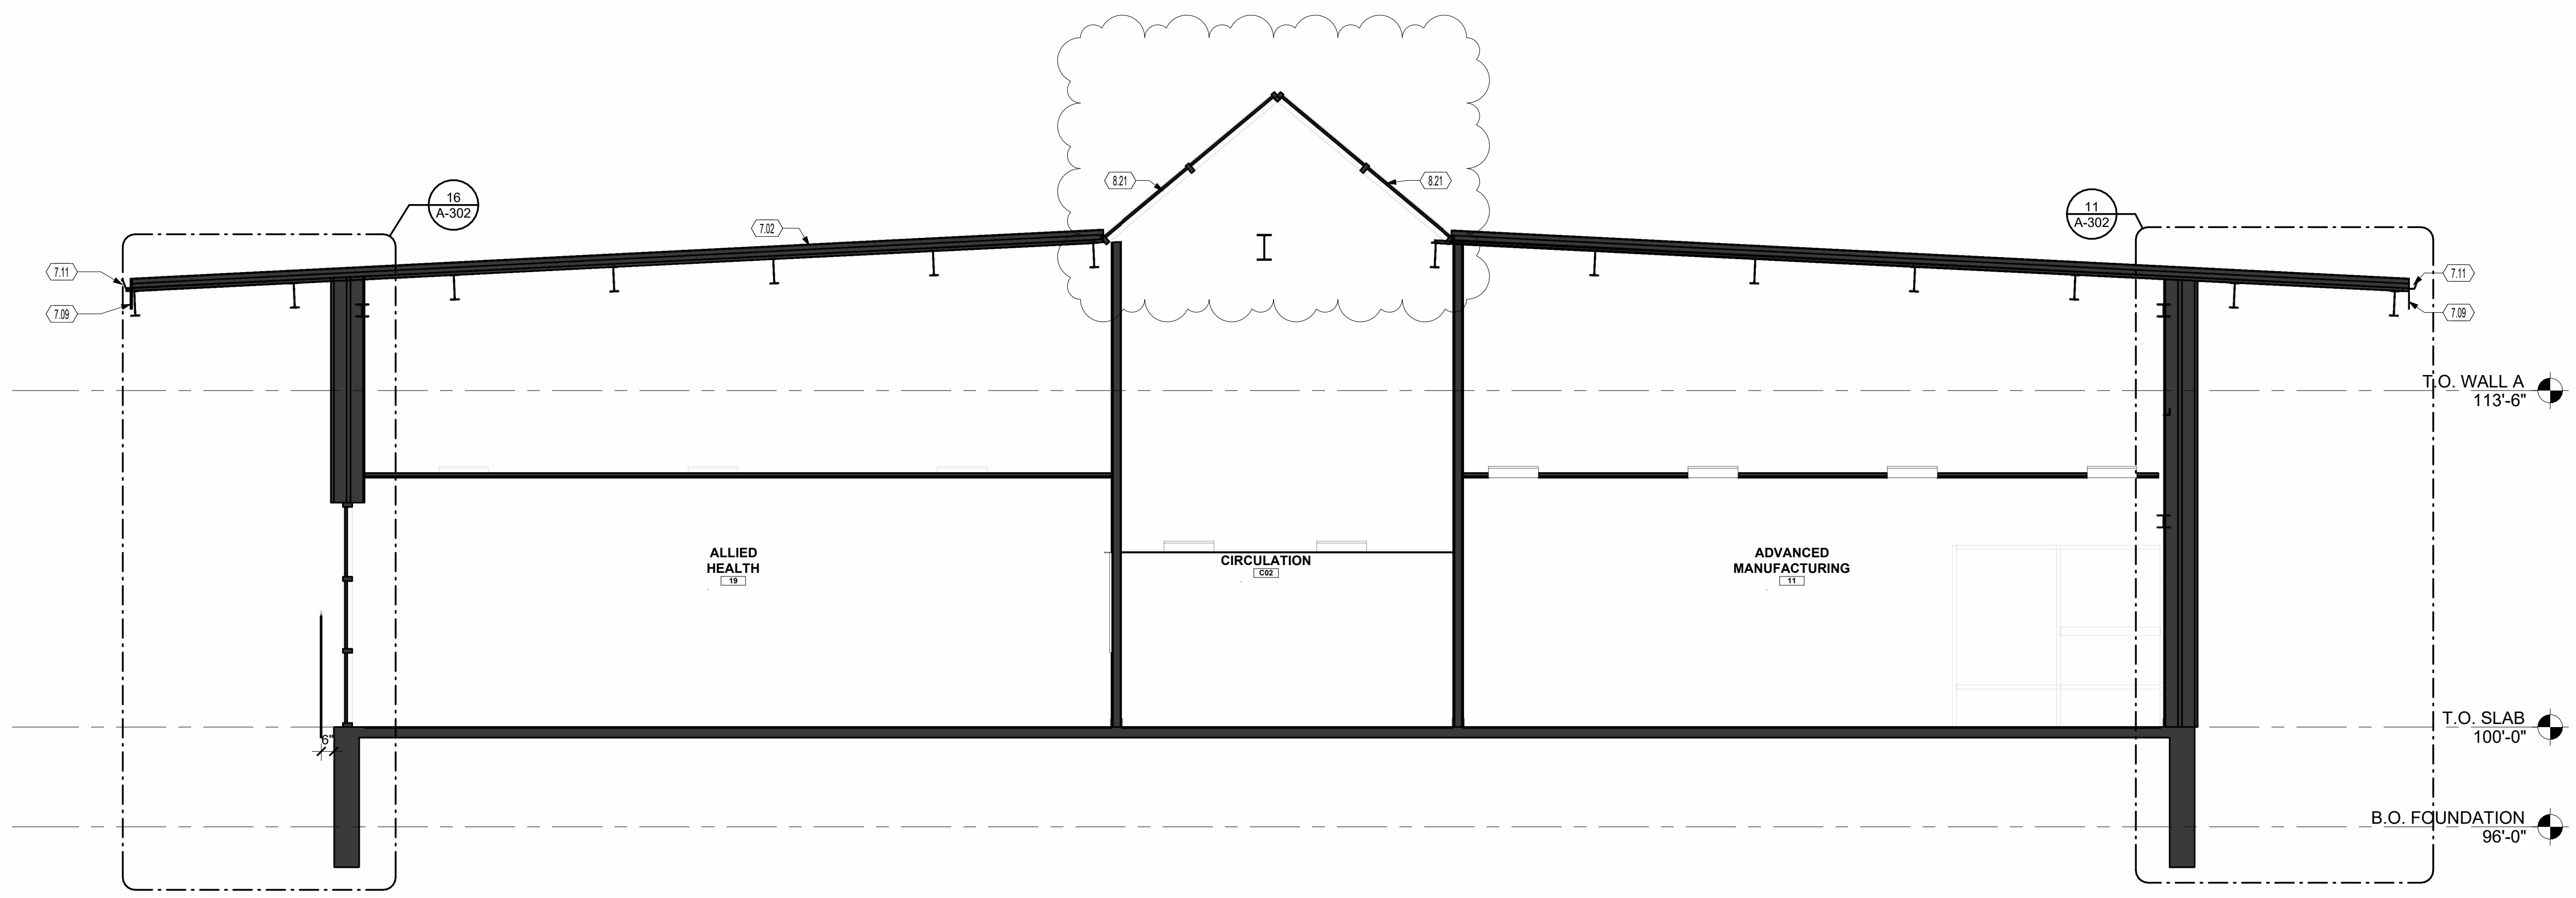 8.21
8.21
16
A-302
11
A-302
7.02
7.11
7.09
7.11
7.09
T.O. WALL A
113'-6"
ALLIED
HEALTH
19
CIRCULATION
C02
ADVANCED
MANUFACTURING
11
T.O. SLAB
100'-0"
6"
B.O. FOUNDATION
96'-0"